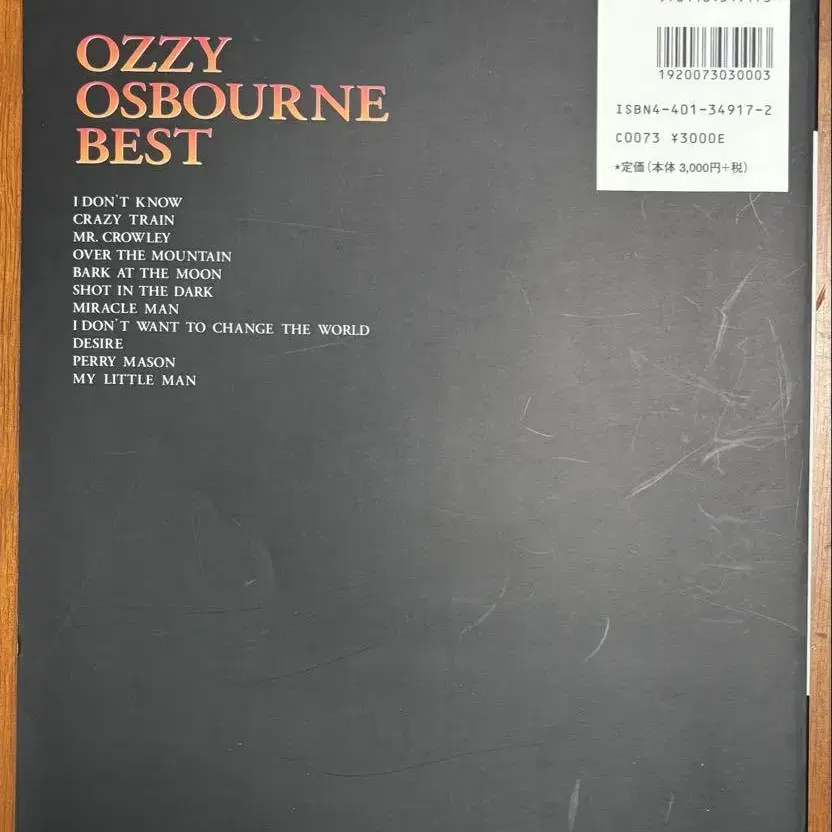 OZZY
OSBOURNE
BEST
I DON'T KNOW
CRAZY TRAIN
MR. CROWLEY
OVER THE MOUNTAIN
BARK AT THE MOON
SHOT IN THE DARK
MIRACLE MAN
I DON'T WANT TO CHANGE THE WORLD
DESIRE
PERRY MASON
MY LITTLE MAN
1920073030003
ISBN4-401-34917-2
C0073 ¥3000E
*定価(本体 3,000円+税)